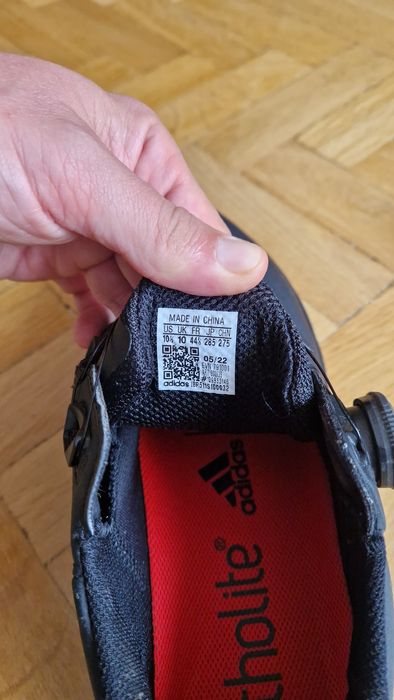 MADE IN CHINA
US UK FR JP CHN
10½ 10 44⅔ 285 275
05/22
adidas
adidas
tholite®